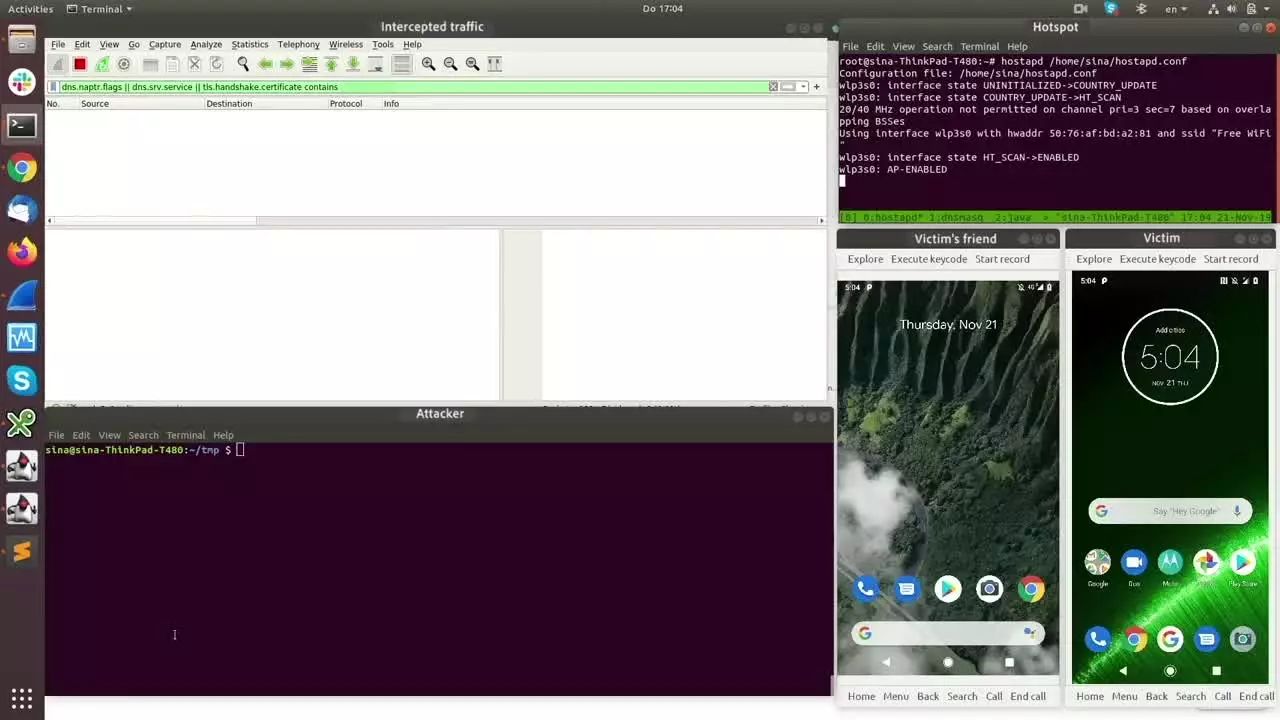 Activities Terminal Do 17:04 en
Intercepted traffic
File Edit View Go Capture Analyze Statistics Telephony Wireless Tools Help
dns.naptr.flags || dns.srv.service || tls.handshake.certificate contains
No. Source Destination Protocol Info
Hotspot
File Edit View Search Terminal Help
root@sina-ThinkPad-T480:~# hostapd /home/sina/hostapd.conf
Configuration file: /home/sina/hostapd.conf
wlp3s0: interface state UNINITIALIZED->COUNTRY_UPDATE
wlp3s0: interface state COUNTRY_UPDATE->HT_SCAN
20/40 MHz operation not permitted on channel pri=3 sec=7 based on overla
pping BSSes
Using interface wlp3s0 with hwaddr 50:76:af:bd:a2:81 and ssid "Free WiFi
"
wlp3s0: interface state HT_SCAN->ENABLED
wlp3s0: AP-ENABLED
[0] 0:hostapd* 1:dnsmasq 2:java > "sina-ThinkPad-T480" 17:04 21-Nov-19
Victim's friend
Explore Execute keycode Start record
5:04
Thursday, Nov 21
Home Menu Back Search Call End call
Victim
Explore Execute keycode Start record
5:04
Add cities
5:04
NOV 21 THU
Say "Hey Google"
Google Duo Play Store
Home Menu Back Search Call End call
Attacker
File Edit View Search Terminal Help
sina@sina-ThinkPad-T480:~/tmp $